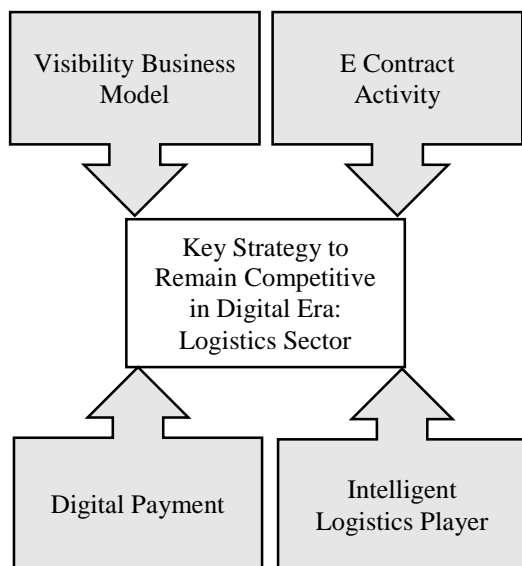 Visibility Business
Model
E Contract
Activity
Key Strategy to
Remain Competitive
in Digital Era:
Logistics Sector
Digital Payment
Intelligent
Logistics Player